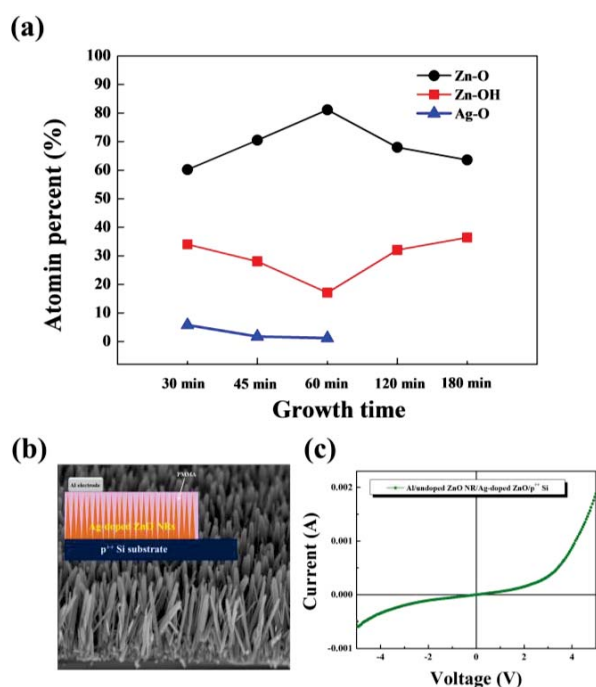 (a)
100
90
80
70
60
50
40
30
20
10
0
Atomin percent (%)
Zn-O
Zn-OH
Ag-O
30 min 45 min 60 min 120 min 180 min
Growth time
(b)
PMMA
Al electrode
Ag-doped ZnO NRs
p++ Si substrate
(c)
Al/undoped ZnO NR/Ag-doped ZnO/p++ Si
0.002
0.001
0.000
-0.001
Current (A)
-4 -2 0 2 4
Voltage (V)